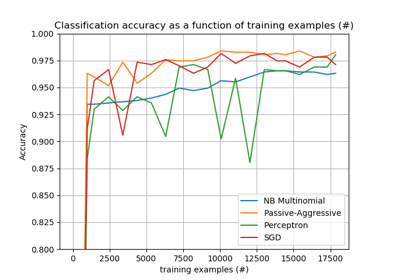 Classification accuracy as a function of training examples (#)
1.000
0.975
0.950
0.925
0.900
0.875
0.850
0.825
0.800
Accuracy
NB Multinomial
Passive-Aggressive
Perceptron
SGD
0 2500 5000 7500 10000 12500 15000 17500
training examples (#)